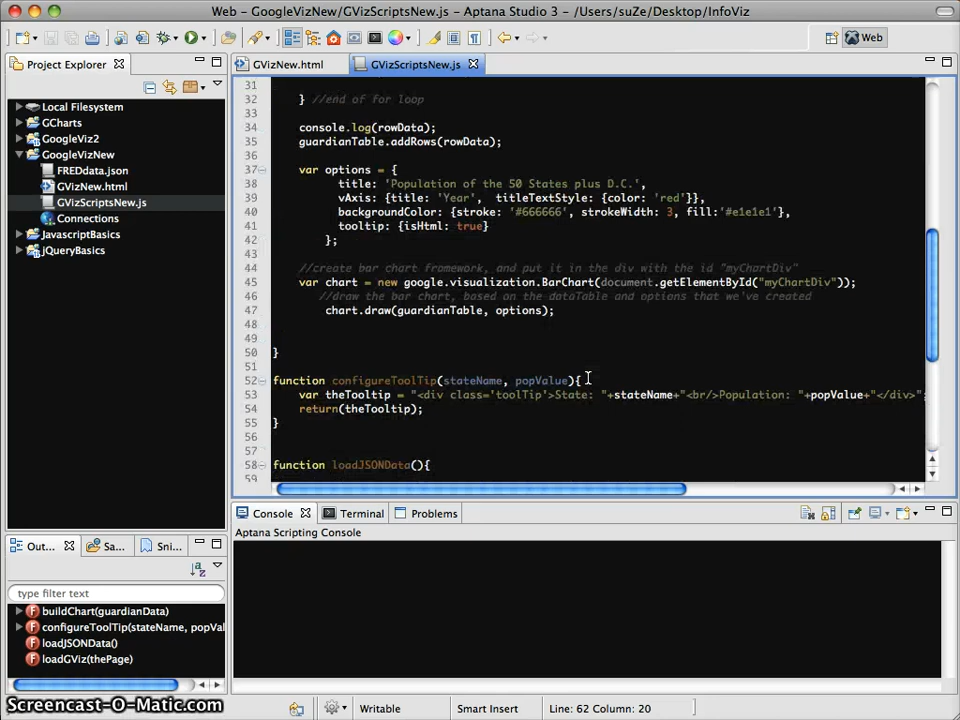 Web - GoogleVizNew/GVizScriptsNew.js - Aptana Studio 3 - /Users/suZe/Desktop/InfoViz
Web
Project Explorer
Local Filesystem
GCharts
GoogleViz2
GoogleVizNew
FREDdata.json
GVizNew.html
GVizScriptsNew.js
Connections
JavascriptBasics
jQueryBasics
GVizNew.html
GVizScriptsNew.js
31
32 } //end of for loop
33
34 console.log(rowData);
35 guardianTable.addRows(rowData);
36
37 var options = {
38 title: 'Population of the 50 States plus D.C.',
39 vAxis: {title: 'Year', titleTextStyle: {color: 'red'}},
40 backgroundColor: {stroke: '#666666', strokeWidth: 3, fill:'#e1e1e1'},
41 tooltip: {isHtml: true}
42 };
43
44 //create bar chart framework, and put it in the div with the id "myChartDiv"
45 var chart = new google.visualization.BarChart(document.getElementById("myChartDiv"));
46 //draw the bar chart, based on the dataTable and options that we've created
47 chart.draw(guardianTable, options);
48
49
50 }
51
52 function configureToolTip(stateName, popValue){
53 var theTooltip = "<div class='toolTip'>State: "+stateName+"<br/>Population: "+popValue+"</div>";
54 return(theTooltip);
55 }
56
57
58 function loadJSONData(){
59
Console
Terminal
Problems
Aptana Scripting Console
Out...
Sa...
Sni...
type filter text
buildChart(guardianData)
configureToolTip(stateName, popVal
loadJSONData()
loadGViz(thePage)
Writable
Smart Insert
Line: 62 Column: 20
Screencast-O-Matic.com